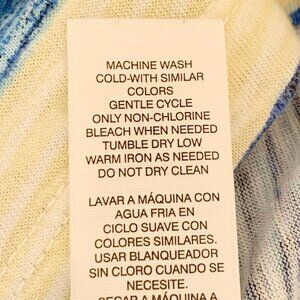 MACHINE WASH
COLD-WITH SIMILAR
COLORS
GENTLE CYCLE
ONLY NON-CHLORINE
BLEACH WHEN NEEDED
TUMBLE DRY LOW
WARM IRON AS NEEDED
DO NOT DRY CLEAN
LAVAR A MÁQUINA CON
AGUA FRIA EN
CICLO SUAVE CON
COLORES SIMILARES.
USAR BLANQUEADOR
SIN CLORO CUANDO SE
NECESITE.
SECAR A MÁQUINA A